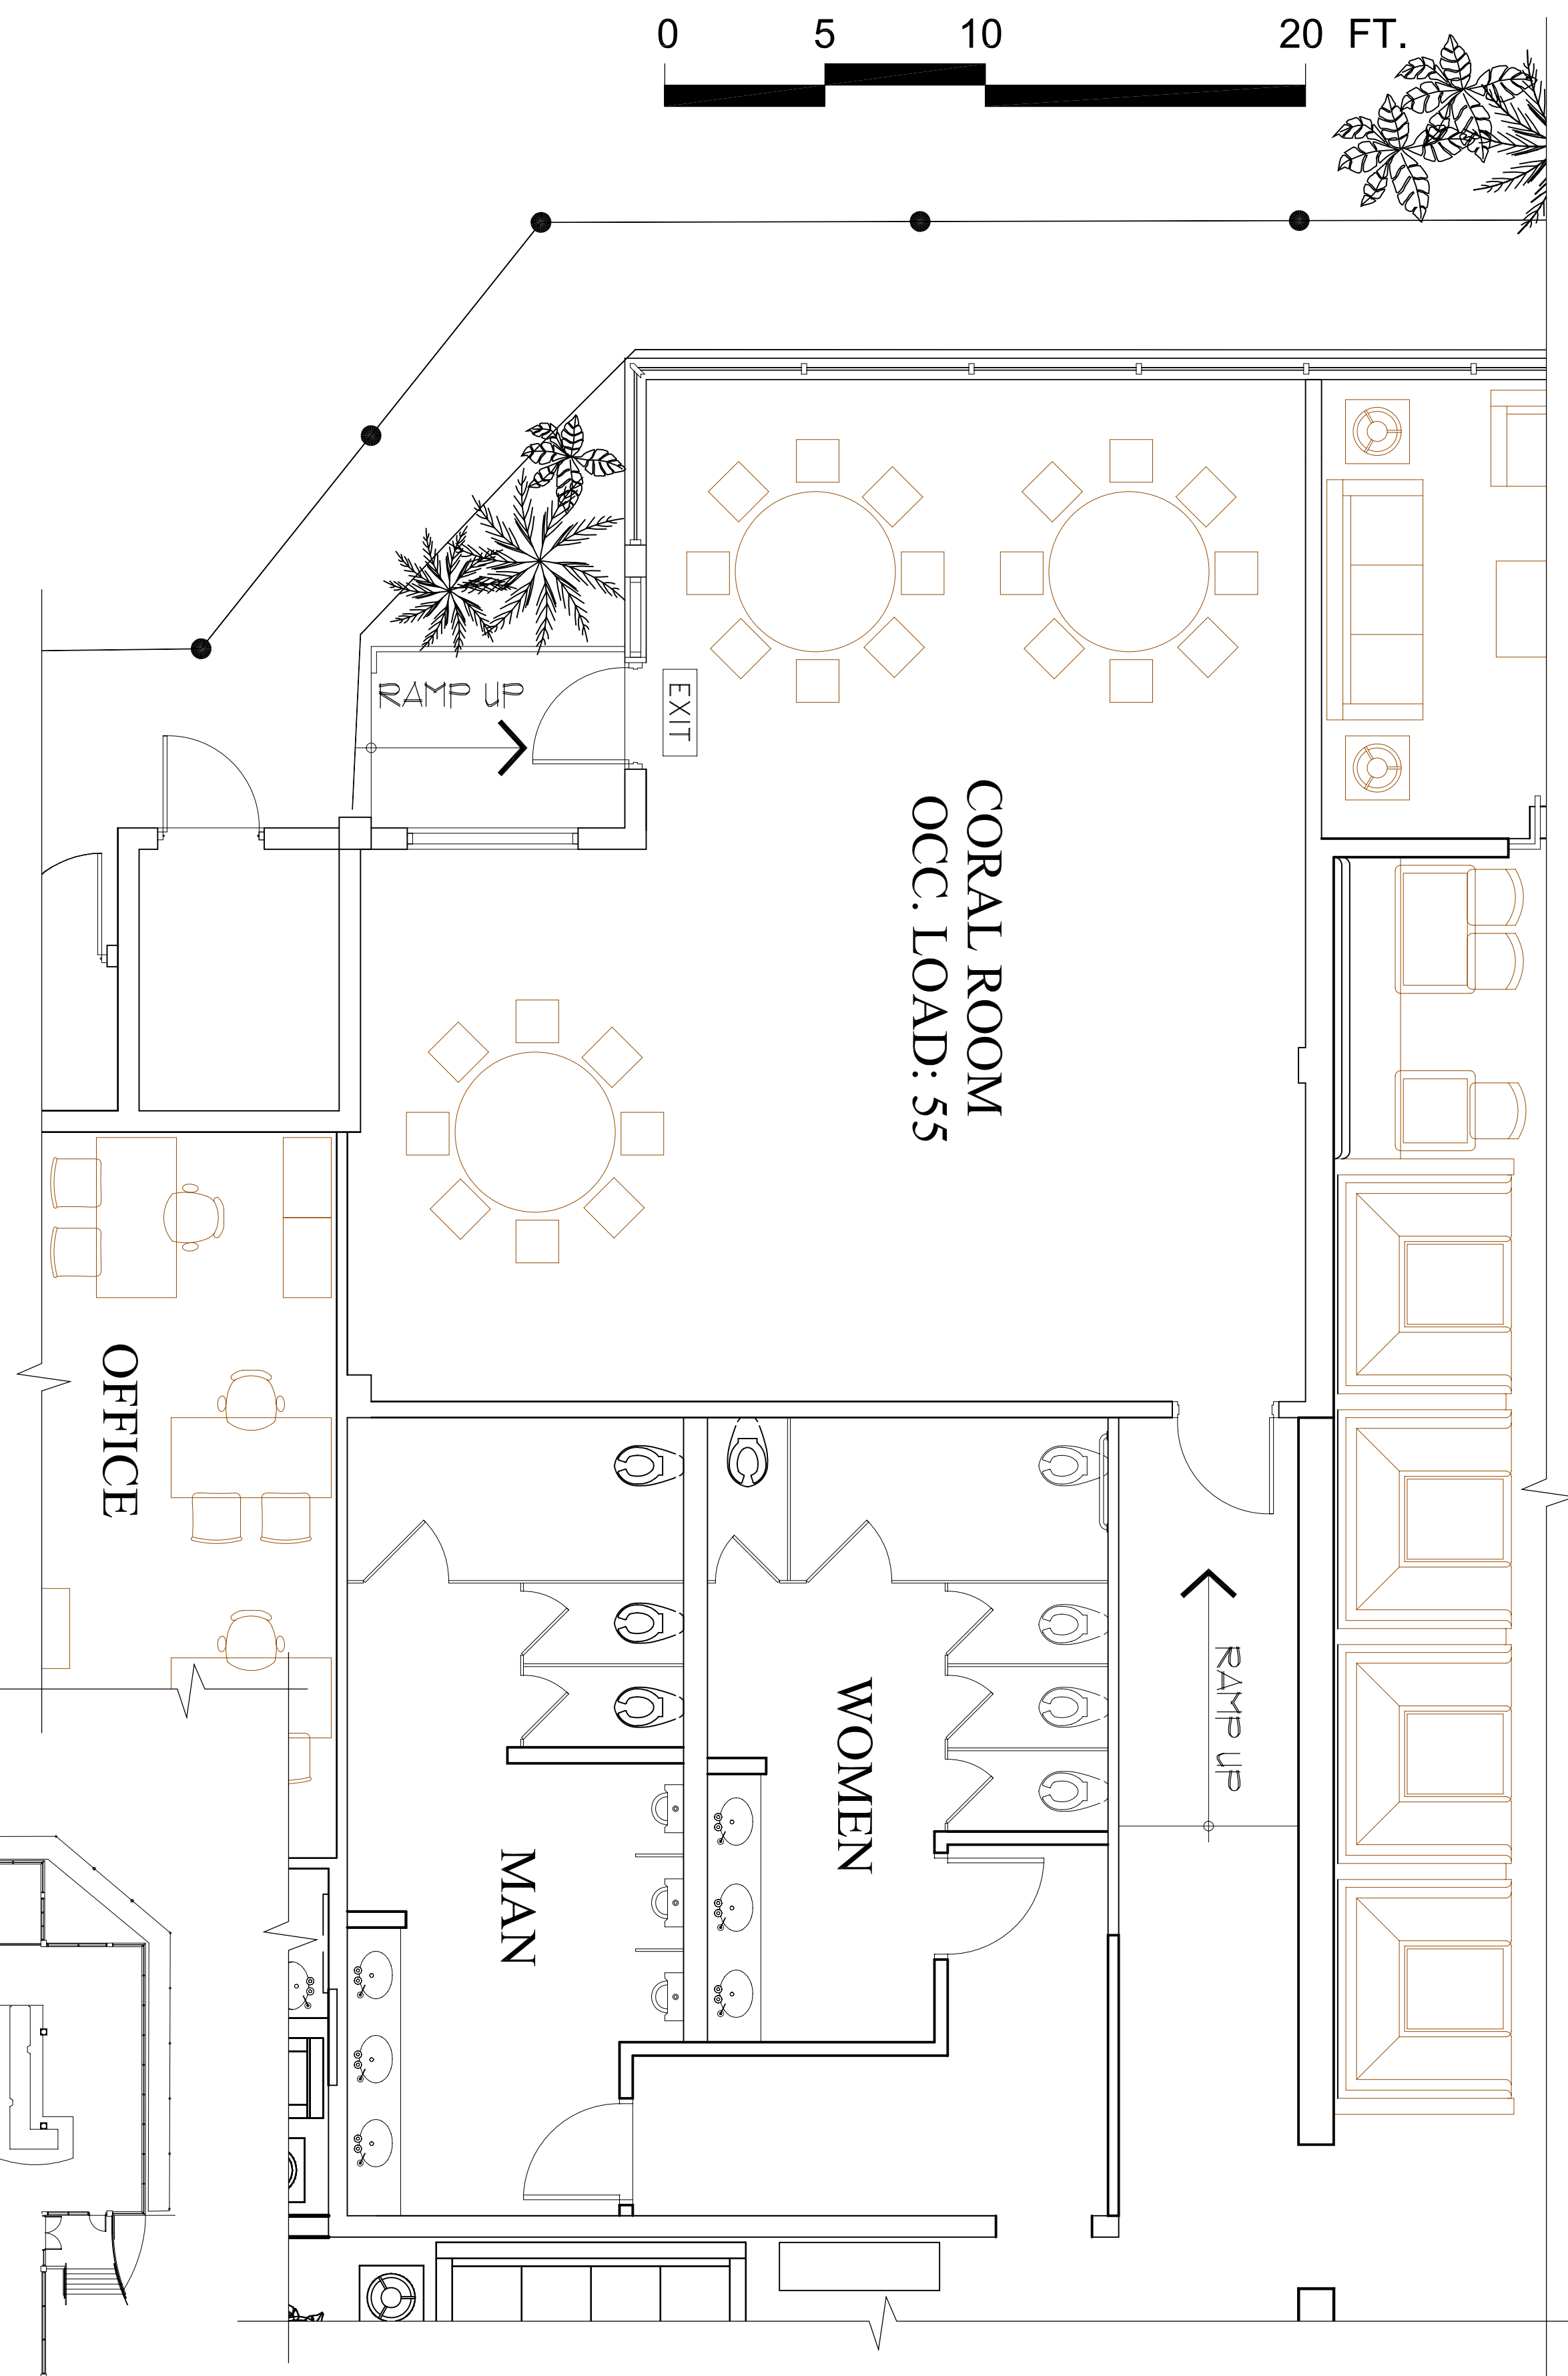 0 5 10 20 FT.
RAMP UP
EXIT
CORAL ROOM
OCC. LOAD: 55
OFFICE
RAMP UP
WOMEN
MAN